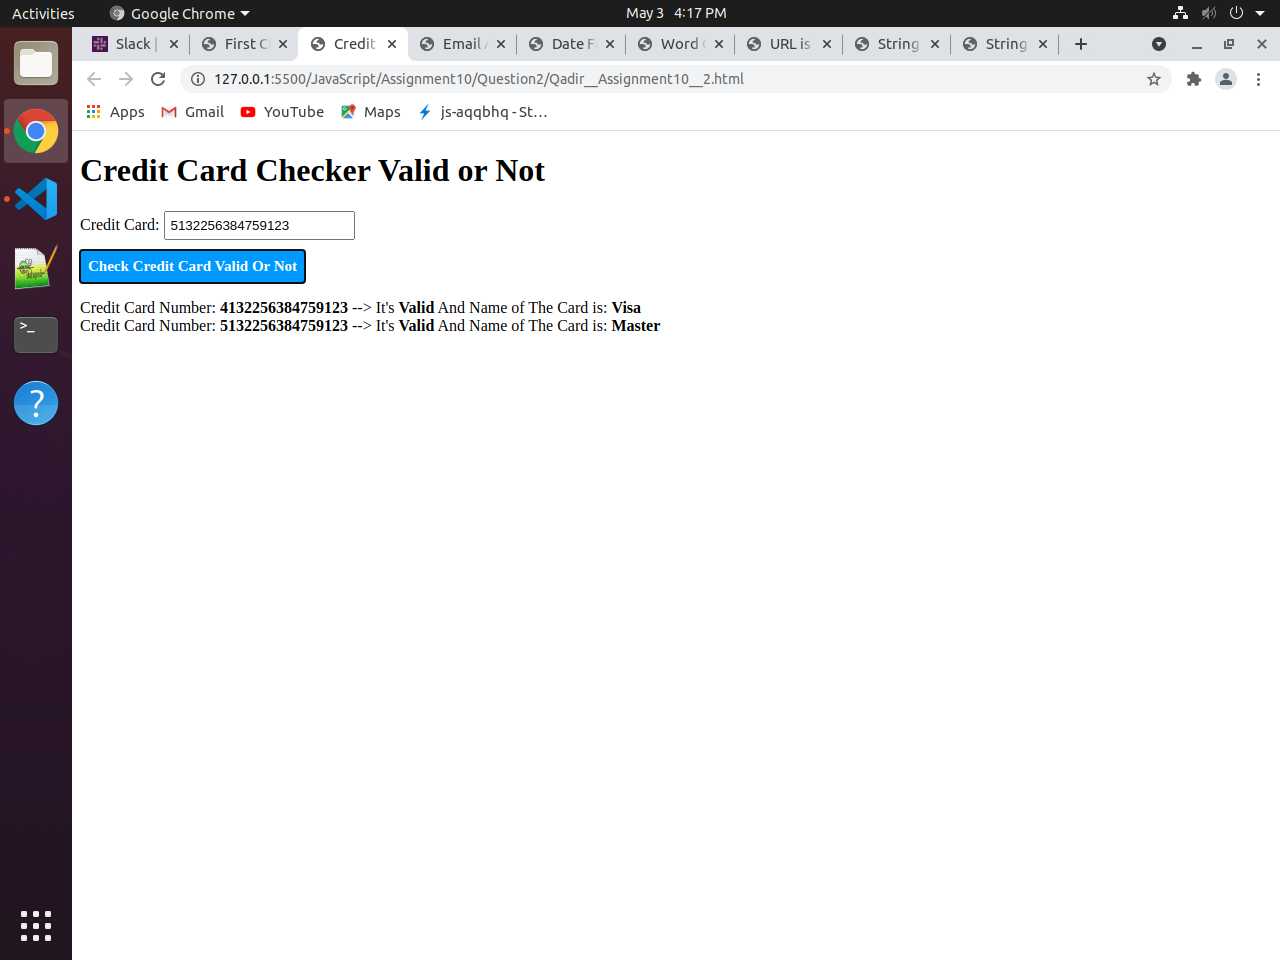 Activities
Google Chrome
May 3 4:17 PM
Slack |
First C
Credit
Email
Date F
Word
URL is
String
String
127.0.0.1:5500/JavaScript/Assignment10/Question2/Qadir__Assignment10__2.html
Apps
Gmail
YouTube
Maps
js-aqqbhq - St…
Credit Card Checker Valid or Not
Credit Card: 5132256384759123
Check Credit Card Valid Or Not
Credit Card Number: 4132256384759123 --> It's Valid And Name of The Card is: Visa
Credit Card Number: 5132256384759123 --> It's Valid And Name of The Card is: Master